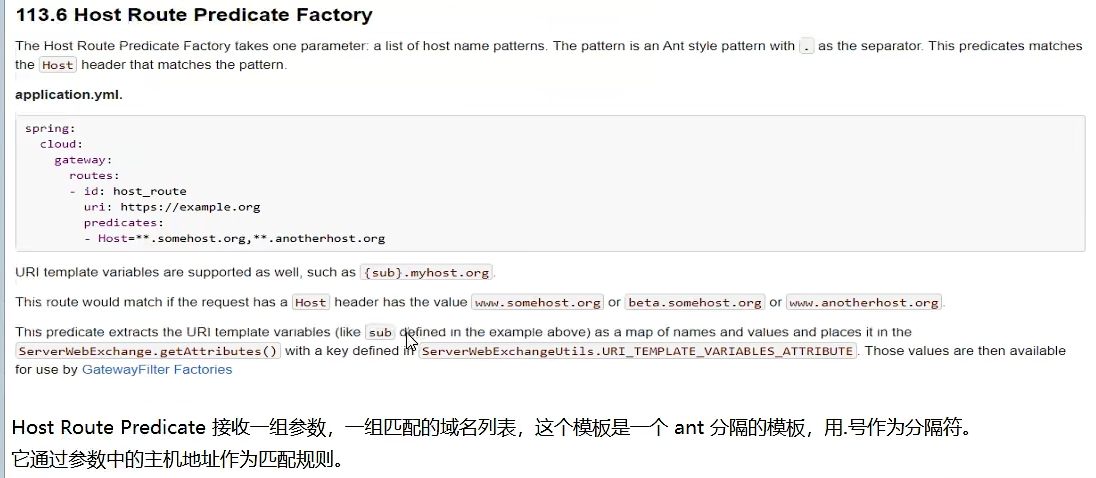 113.6 Host Route Predicate Factory
The Host Route Predicate Factory takes one parameter: a list of host name patterns. The pattern is an Ant style pattern with . as the separator. This predicates matches
the Host header that matches the pattern.
application.yml.
spring:
  cloud:
    gateway:
      routes:
      - id: host_route
        uri: https://example.org
        predicates:
        - Host=**.somehost.org,**.anotherhost.org
URI template variables are supported as well, such as {sub}.myhost.org.
This route would match if the request has a Host header has the value www.somehost.org or beta.somehost.org or www.anotherhost.org.
This predicate extracts the URI template variables (like sub defined in the example above) as a map of names and values and places it in the
ServerWebExchange.getAttributes() with a key defined in ServerWebExchangeUtils.URI_TEMPLATE_VARIABLES_ATTRIBUTE. Those values are then available
for use by GatewayFilter Factories
Host Route Predicate 接收一组参数，一组匹配的域名列表，这个模板是一个 ant 分隔的模板，用.号作为分隔符。
它通过参数中的主机地址作为匹配规则。